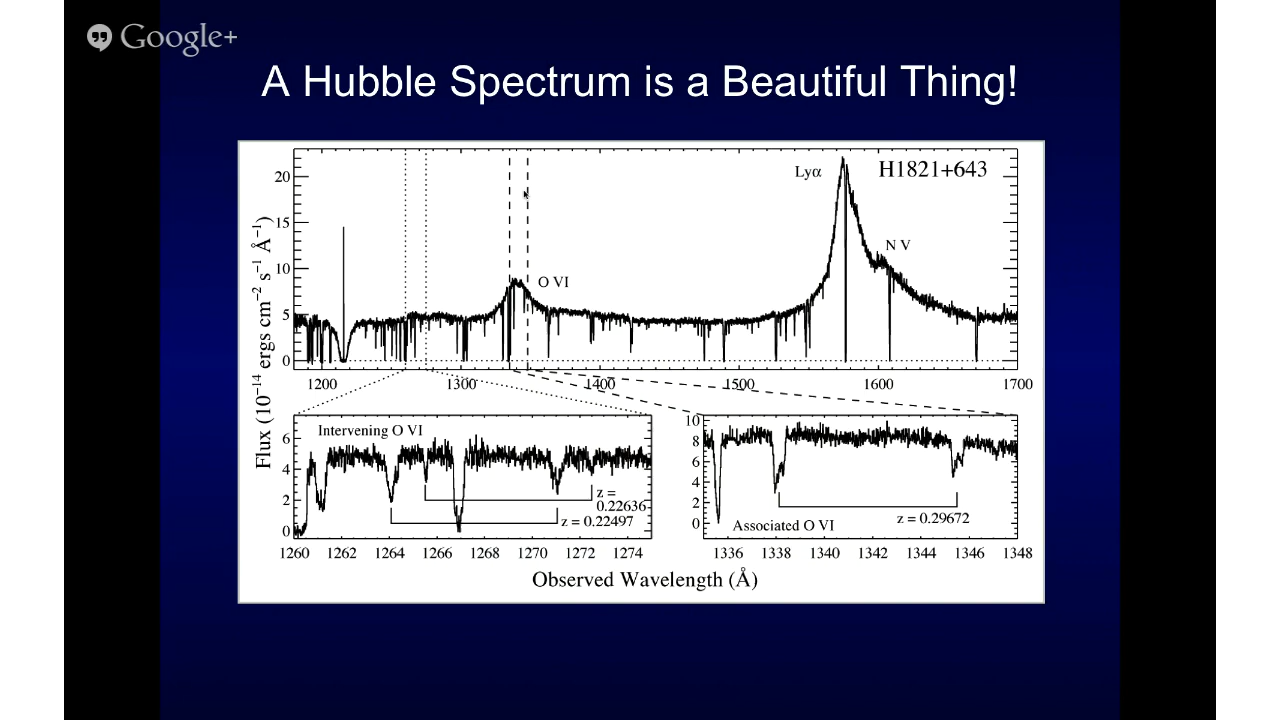 Google+
A Hubble Spectrum is a Beautiful Thing!
Lyα
H1821+643
N V
O VI
20
15
10
5
0
1200 1300 1400 1500 1600 1700
Flux (10⁻¹⁴ ergs cm⁻² s⁻¹ Å⁻¹)
Intervening O VI
6
4
2
0
z =
0.22636
z = 0.22497
1260 1262 1264 1266 1268 1270 1272 1274
10
8
6
4
2
0
z = 0.29672
Associated O VI
1336 1338 1340 1342 1344 1346 1348
Observed Wavelength (Å)